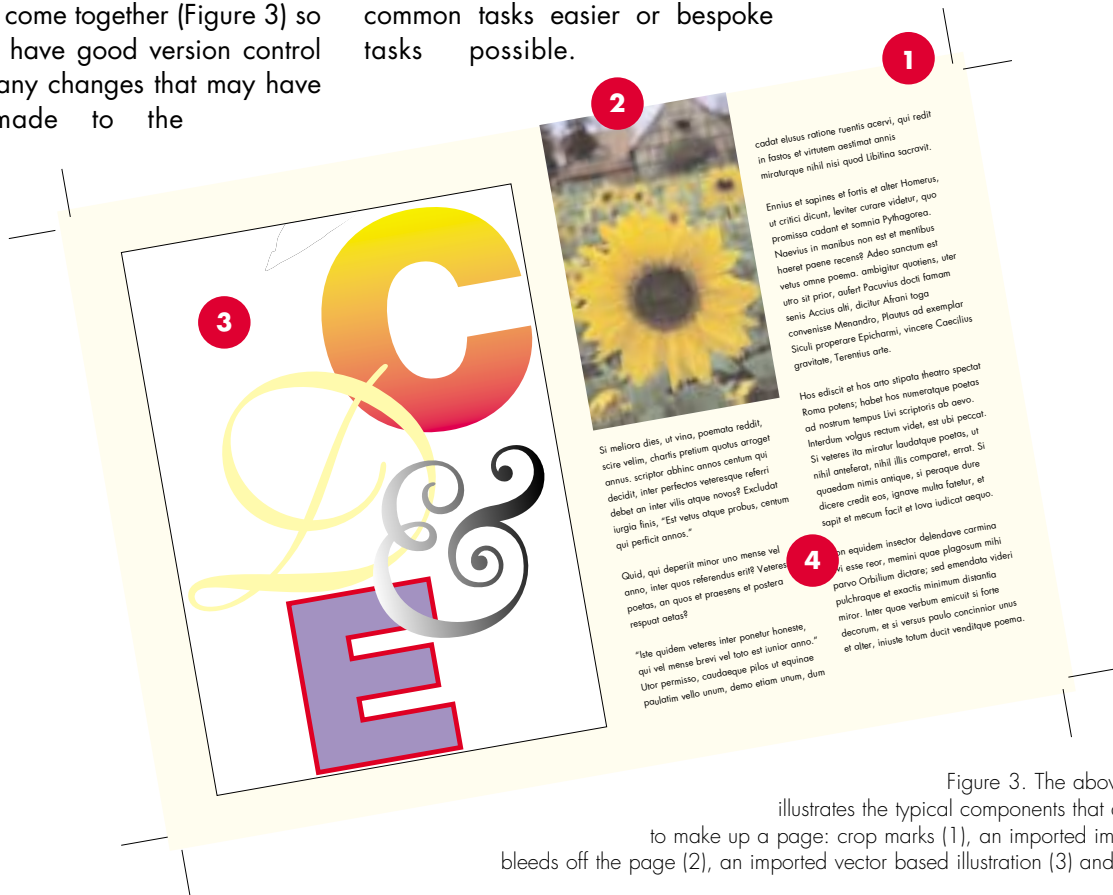 come together (Figure 3) so
have good version control
any changes that may have
made to the
common tasks easier or bespoke
tasks possible.
1
2
3
4
C
D
&
E
Si meliora dies, ut vina, poemata reddit,
scire velim, chartis pretium quotus arroget
annus. scriptor abhinc annos centum qui
decidit, inter perfectos veteresque referri
debet an inter vilis atque novos? Excludat
iurgia finis, "Est vetus atque probus, centum
qui perficit annos."
Quid, qui deperiit minor uno mense vel
anno, inter quos referendus erit? Veteres
poetas, an quos et praesens et postera
respuat aetas?
"Iste quidem veteres inter ponetur honeste,
qui vel mense brevi vel toto est iunior anno."
Utor permisso, caudaeque pilos ut equinae
paulatim vello unum, demo etiam unum, dum
cadat elusus ratione ruentis acervi, qui redit
in fastos et virtutem aestimat annis
miraturque nihil nisi quod Libitina sacravit.
Ennius et sapines et fortis et alter Homerus,
ut critici dicunt, leviter curare videtur, quo
promissa cadant et somnia Pythagorea.
Naevius in manibus non est et mentibus
haeret paene recens? Adeo sanctum est
vetus omne poema. ambigitur quotiens, uter
utro sit prior, aufert Pacuvius docti famam
senis Accius alti, dicitur Afrani toga
convenisse Menandro, Plautus ad exemplar
Siculi properare Epicharmi, vincere Caecilius
gravitate, Terentius arte.
Hos ediscit et hos arto stipata theatro spectat
Roma potens; habet hos numeratque poetas
ad nostrum tempus Livi scriptoris ab aevo.
Interdum volgus rectum videt, est ubi peccat.
Si veteres ita miratur laudatque poetas, ut
nihil anteferat, nihil illis comparet, errat. Si
quaedam nimis antique, si peraque dure
dicere credit eos, ignave multa fatetur, et
sapit et mecum facit et Iova iudicat aequo.
on equidem insector delendave carmina
vi esse reor, memini quae plagosum mihi
parvo Orbilium dictare; sed emendata videri
pulchraque et exactis minimum distantia
miror. Inter quae verbum emicuit si forte
decorum, et si versus paulo concinnior unus
et alter, iniuste totum ducit venditque poema.
Figure 3. The abov
illustrates the typical components that
to make up a page: crop marks (1), an imported im
bleeds off the page (2), an imported vector based illustration (3) and